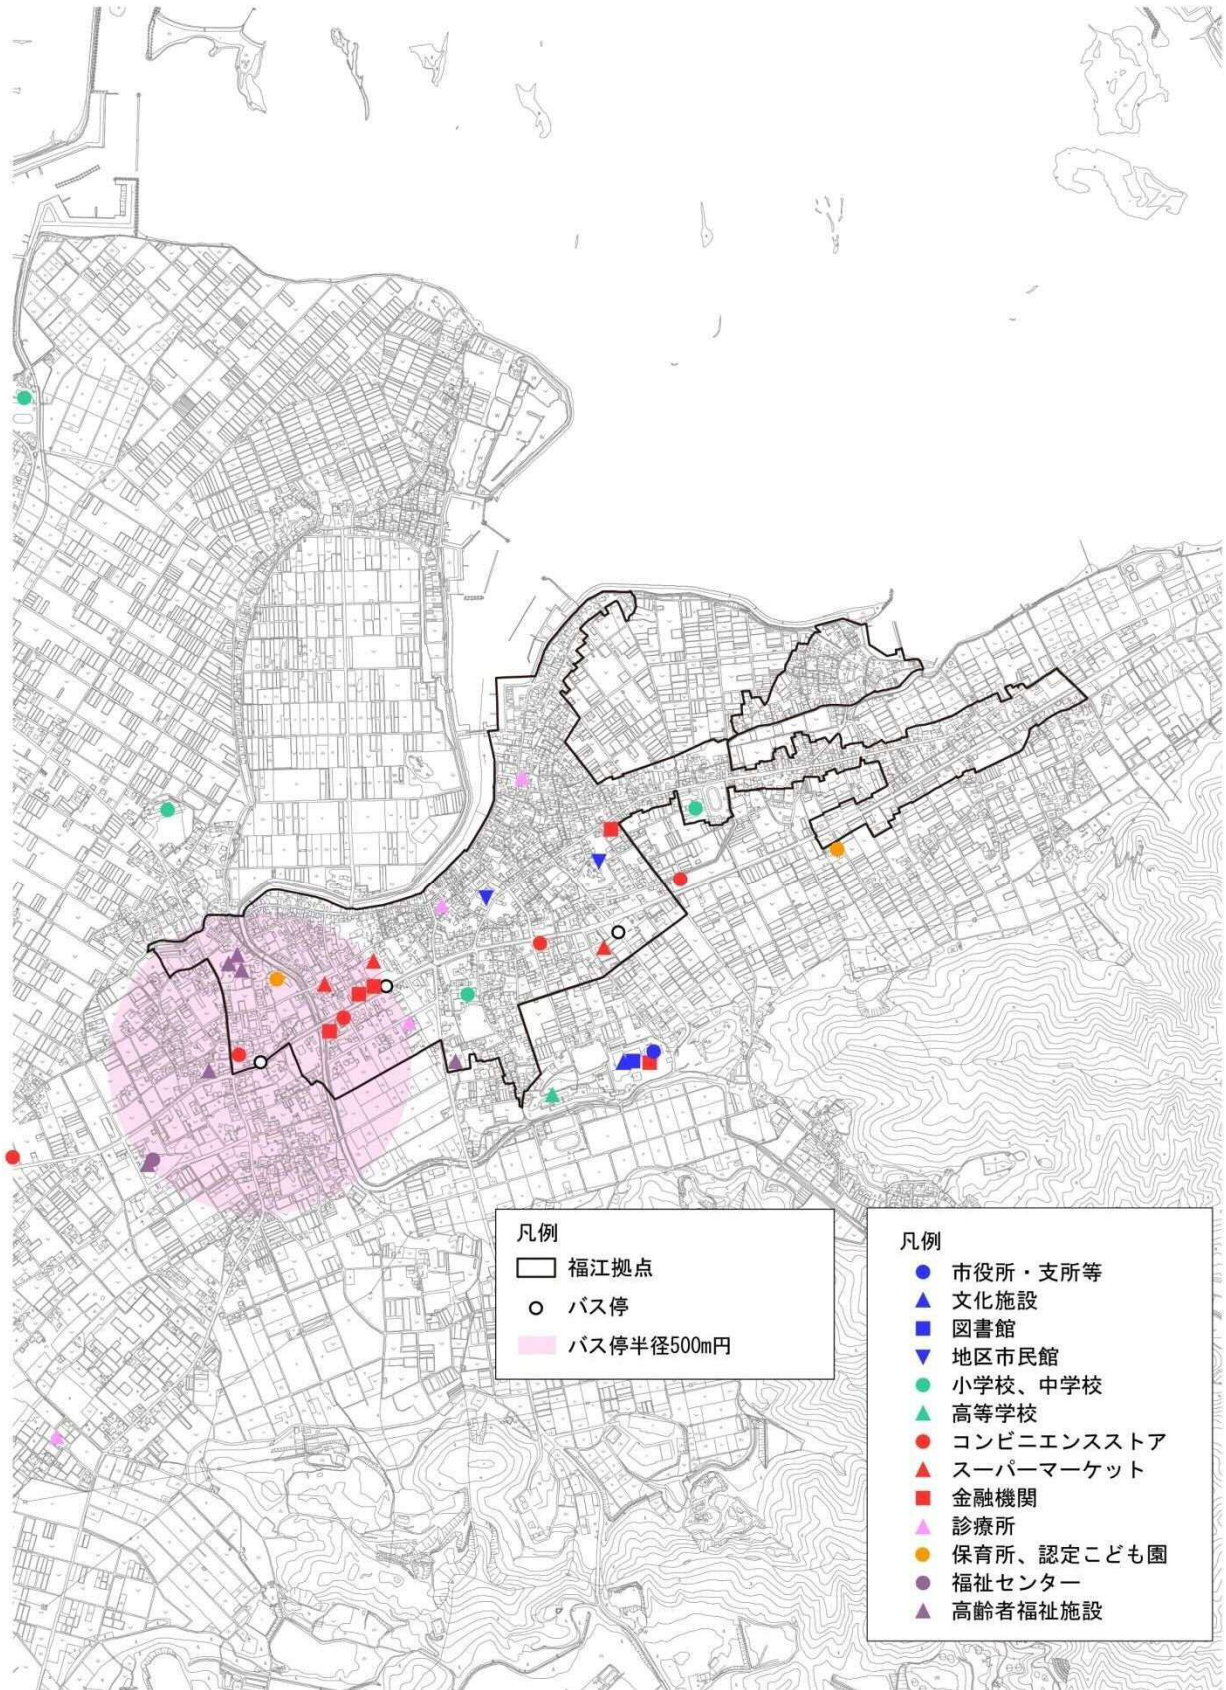 凡例
福江拠点
バス停
バス停半径500m円
凡例
市役所・支所等
文化施設
図書館
地区市民館
小学校、中学校
高等学校
コンビニエンスストア
スーパーマーケット
金融機関
診療所
保育所、認定こども園
福祉センター
高齢者福祉施設